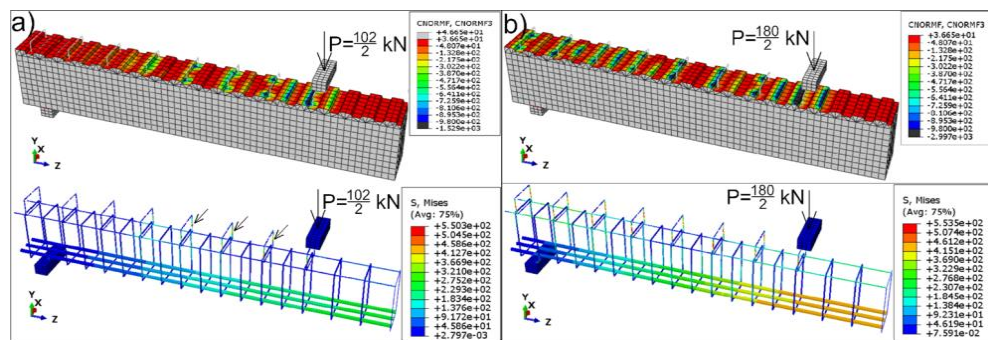 a)
P=102/2 kN
CNORMF, CNORMF3
+4.665e+01
+3.665e+01
-4.807e+01
-1.328e+02
-2.175e+02
-3.022e+02
-3.870e+02
-4.717e+02
-5.564e+02
-6.411e+02
-7.259e+02
-8.106e+02
-8.953e+02
-9.800e+02
-1.529e+03
Y
X
Z
P=102/2 kN
S, Mises
(Avg: 75%)
+5.503e+02
+5.045e+02
+4.586e+02
+4.127e+02
+3.669e+02
+3.210e+02
+2.752e+02
+2.293e+02
+1.834e+02
+1.376e+02
+9.172e+01
+4.586e+01
+2.797e-03
Y
X
Z
b)
P=180/2 kN
CNORMF, CNORMF3
+3.665e+01
-4.807e+01
-1.328e+02
-2.175e+02
-3.022e+02
-3.870e+02
-4.717e+02
-5.564e+02
-6.411e+02
-7.259e+02
-8.106e+02
-8.953e+02
-9.800e+02
-2.997e+03
Y
X
Z
P=180/2 kN
S, Mises
(Avg: 75%)
+5.535e+02
+5.074e+02
+4.612e+02
+4.151e+02
+3.690e+02
+3.229e+02
+2.768e+02
+2.307e+02
+1.845e+02
+1.384e+02
+9.231e+01
+4.619e+01
+7.591e-02
Y
X
Z